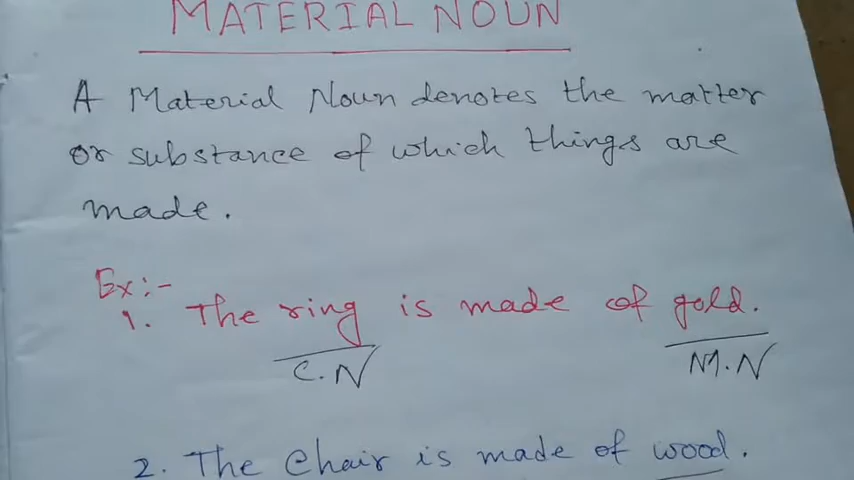 MATERIAL NOUN
A Material Noun denotes the matter
or substance of which things are
made.
Ex:-
1. The ring is made of gold.
C.N M.N
2. The Chair is made of wood.